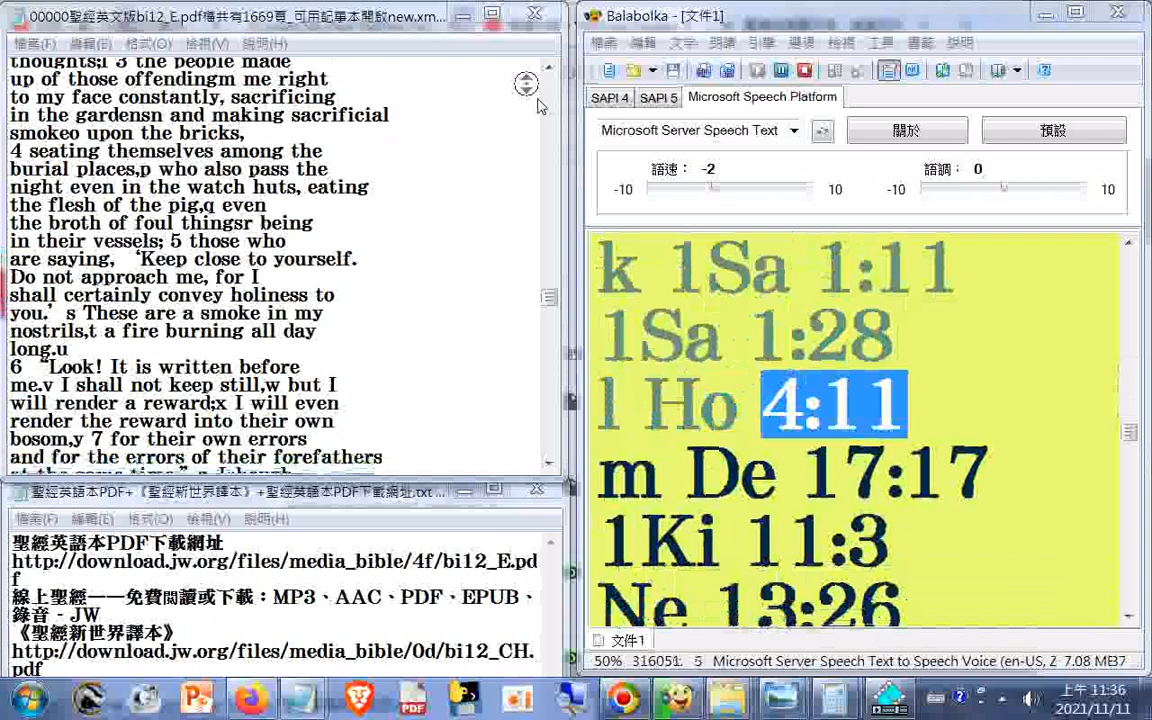 00000聖經英文版bi12_E.pdf檔共有1669頁_可用記事本開啟new.xm...
檔案(F) 編輯(E) 格式(O) 檢視(V) 說明(H)
thoughts;l 3 the people made
up of those offendingm me right
to my face constantly, sacrificing
in the gardensn and making sacrificial
smokeo upon the bricks,
4 seating themselves among the
burial places,p who also pass the
night even in the watch huts, eating
the flesh of the pig,q even
the broth of foul thingsr being
in their vessels; 5 those who
are saying, ‘Keep close to yourself.
Do not approach me, for I
shall certainly convey holiness to
you.’ s These are a smoke in my
nostrils,t a fire burning all day
long.u
6 “Look! It is written before
me.v I shall not keep still,w but I
will render a reward;x I will even
render the reward into their own
bosom,y 7 for their own errors
and for the errors of their forefathers
聖經英語本PDF+《聖經新世界譯本》+聖經英語本PDF下載網址.txt ...
檔案(F) 編輯(E) 格式(O) 檢視(V) 說明(H)
聖經英語本PDF下載網址
http://download.jw.org/files/media_bible/4f/bi12_E.pd
f
線上聖經——免費閱讀或下載：MP3、AAC、PDF、EPUB、
錄音 - JW
《聖經新世界譯本》
http://download.jw.org/files/media_bible/0d/bi12_CH.
pdf
Balabolka - [文件1]
檔案 編輯 文字 朗讀 引擎 選項 檢視 工具 書籤 說明
SAPI 4 SAPI 5 Microsoft Speech Platform
Microsoft Server Speech Text 關於 預設
語速： -2 語調： 0
-10 10 -10 10
k 1Sa 1:11
1Sa 1:28
l Ho 4:11
m De 17:17
1Ki 11:3
Ne 13:26
文件1
50% 316051. 5 Microsoft Server Speech Text to Speech Voice (en-US, Z 7.08 MB
上午 11:36
2021/11/11